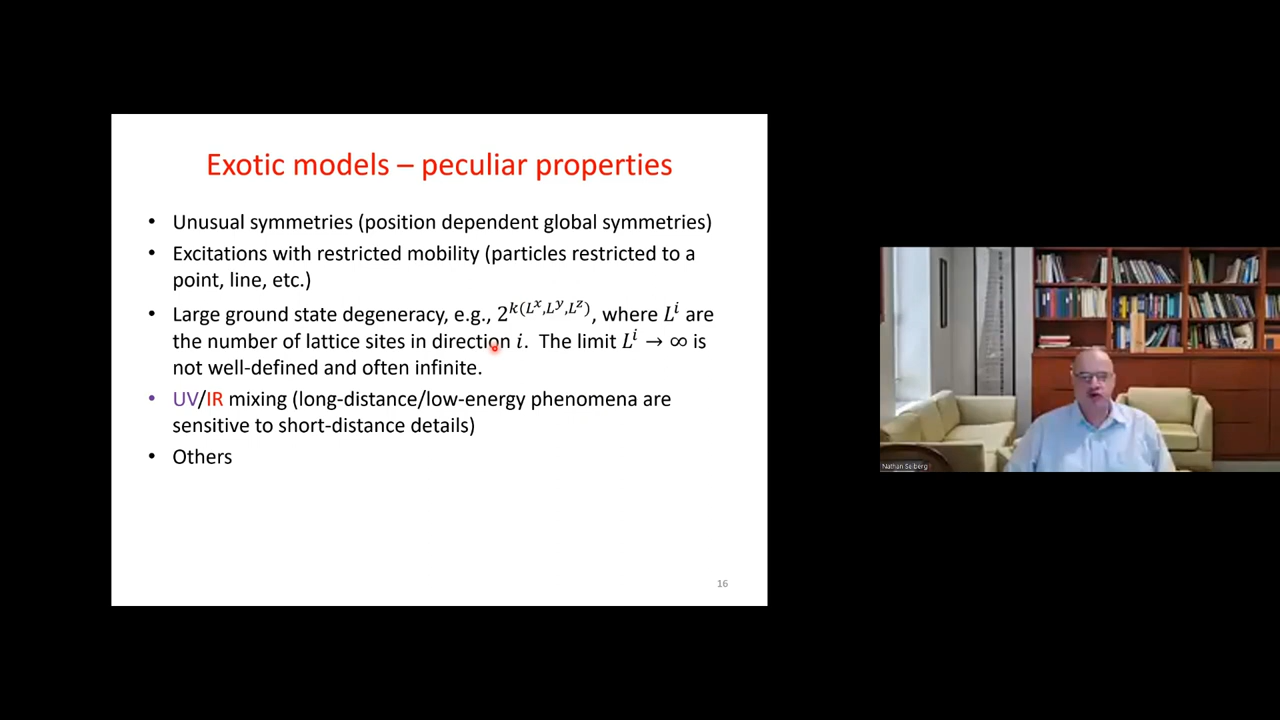 Exotic models – peculiar properties
• Unusual symmetries (position dependent global symmetries)
• Excitations with restricted mobility (particles restricted to a
point, line, etc.)
• Large ground state degeneracy, e.g., 2^{k(L^x,L^y,L^z)}, where L^i are
the number of lattice sites in direction i. The limit L^i → ∞ is
not well-defined and often infinite.
• UV/IR mixing (long-distance/low-energy phenomena are
sensitive to short-distance details)
• Others
16
Nathan Seiberg